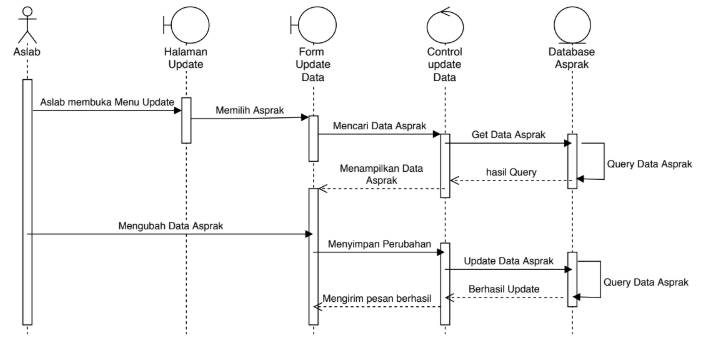 Aslab
Halaman
Update
Form
Update
Data
Control
update
Data
Database
Asprak
Aslab membuka Menu Update
Memilih Asprak
Mencari Data Asprak
Get Data Asprak
Query Data Asprak
hasil Query
Menampilkan Data
Asprak
Mengubah Data Asprak
Menyimpan Perubahan
Update Data Asprak
Query Data Asprak
Berhasil Update
Mengirim pesan berhasil